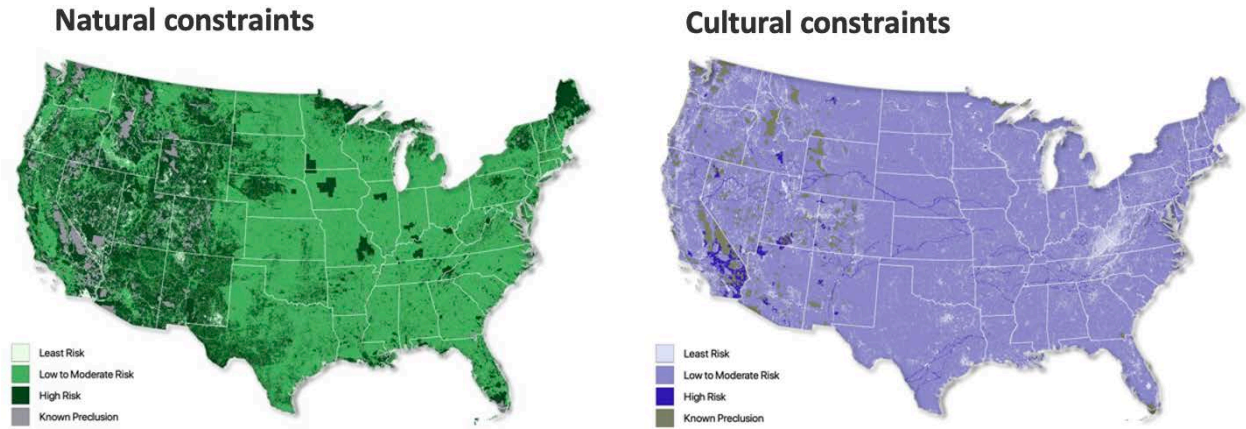 Natural constraints
Least Risk
Low to Moderate Risk
High Risk
Known Preclusion
Cultural constraints
Least Risk
Low to Moderate Risk
High Risk
Known Preclusion